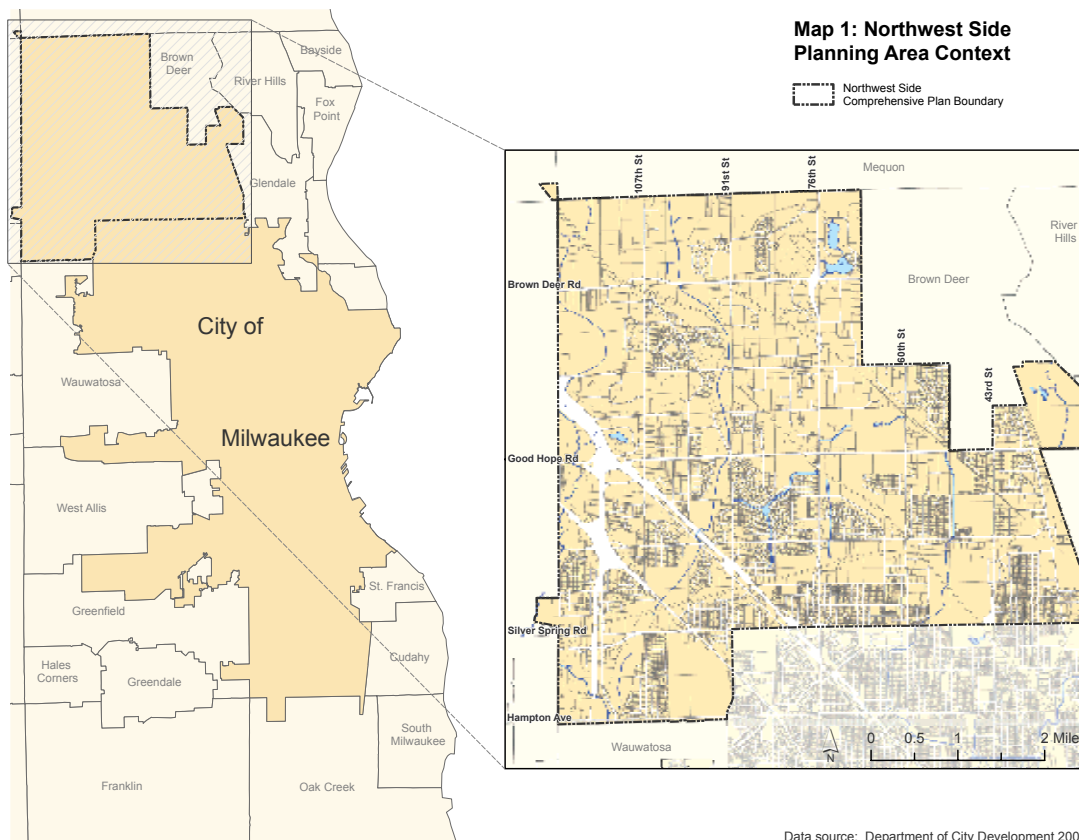 Map 1: Northwest Side
Planning Area Context
Northwest Side
Comprehensive Plan Boundary
Brown
Deer
Bayside
River Hills
Fox
Point
Glendale
City of
Milwaukee
Wauwatosa
West Allis
St. Francis
Greenfield
Cudahy
Hales
Corners
Greendale
South
Milwaukee
Franklin
Oak Creek
107th St
91st St
76th St
Mequon
River
Hills
Brown Deer
Brown Deer Rd
60th St
43rd St
Good Hope Rd
Silver Spring Rd
Hampton Ave
Wauwatosa
N
0 0.5 1 2 Mile
Data source: Department of City Development 200